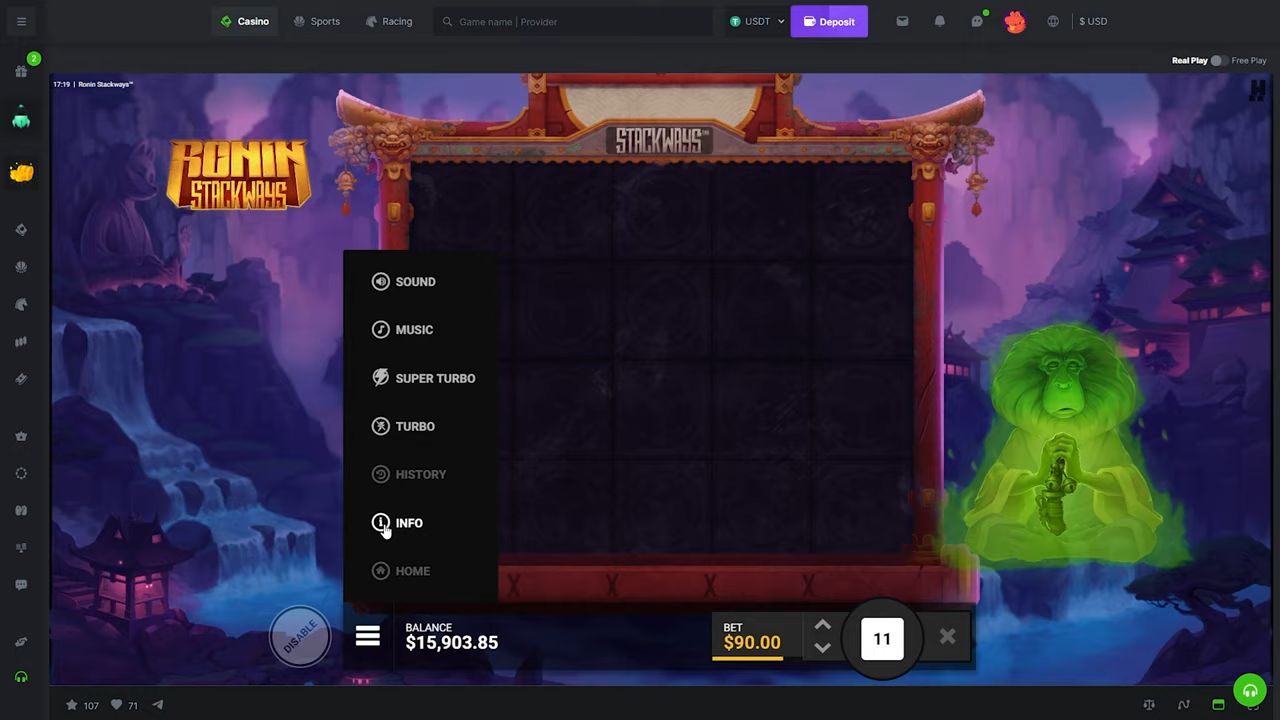 Casino
Sports
Racing
Game name | Provider
USDT
Deposit
$ USD
2
Real Play
Free Play
17:19 | Ronin Stackways™
RONIN
STACKWAYS
STACKWAYS™
SOUND
MUSIC
SUPER TURBO
TURBO
HISTORY
INFO
HOME
DISABLE
BALANCE
$15,903.85
BET
$90.00
11
107
71